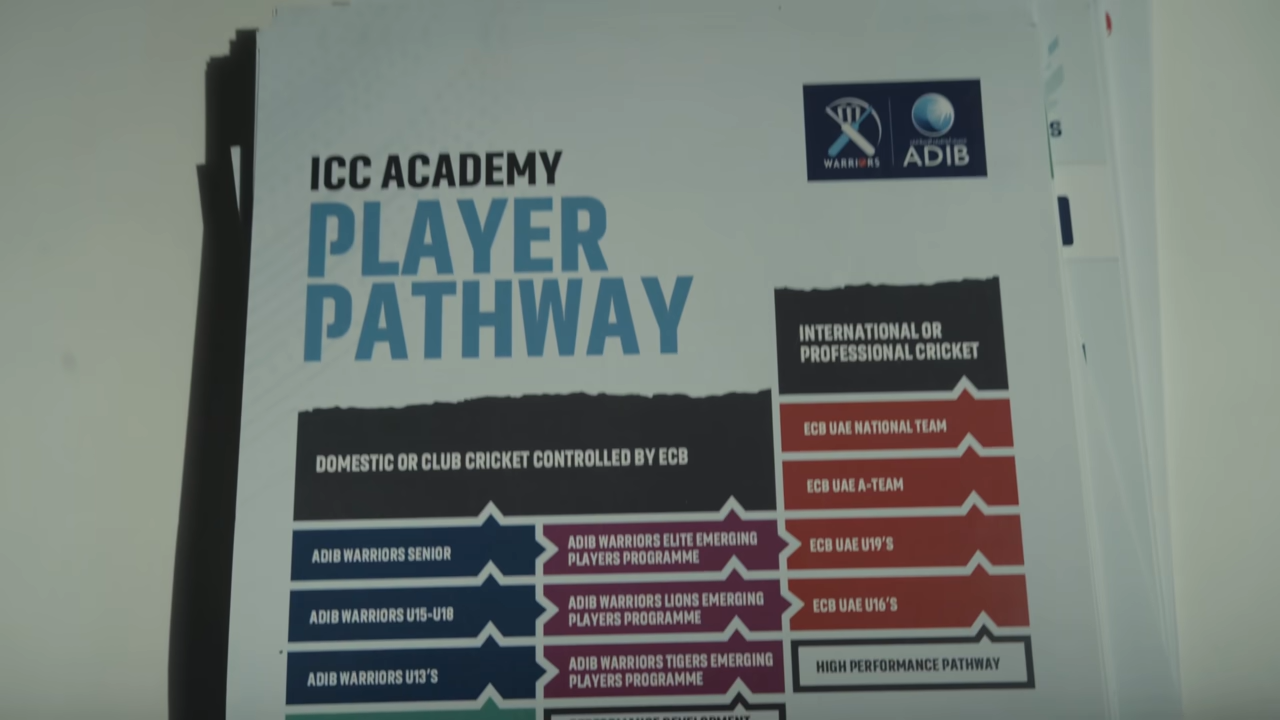 ICC ACADEMY
PLAYER
PATHWAY
WARRIORS
ADIB
INTERNATIONAL OR
PROFESSIONAL CRICKET
ECB UAE NATIONAL TEAM
ECB UAE A-TEAM
ECB UAE U19'S
ECB UAE U16'S
HIGH PERFORMANCE PATHWAY
DOMESTIC OR CLUB CRICKET CONTROLLED BY ECB
ADIB WARRIORS SENIOR
ADIB WARRIORS U15-U18
ADIB WARRIORS U13'S
ADIB WARRIORS ELITE EMERGING
PLAYERS PROGRAMME
ADIB WARRIORS LIONS EMERGING
PLAYERS PROGRAMME
ADIB WARRIORS TIGERS EMERGING
PLAYERS PROGRAMME